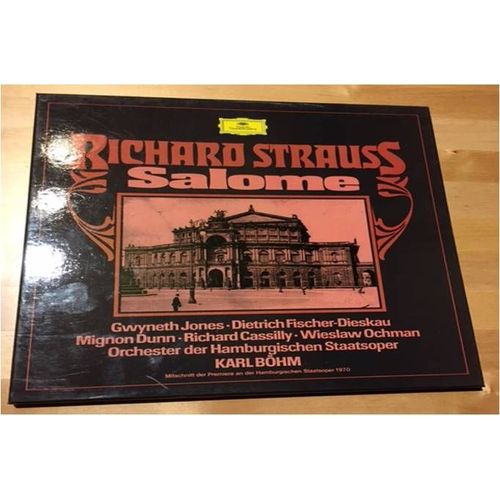 RICHARD STRAUSS
Salome
Gwyneth Jones · Dietrich Fischer-Dieskau
Mignon Dunn · Richard Cassilly · Wieslaw Ochman
Orchester der Hamburgischen Staatsoper
KARL BÖHM
Mitschnitt der Premiere an der Hamburgischen Staatsoper 1970